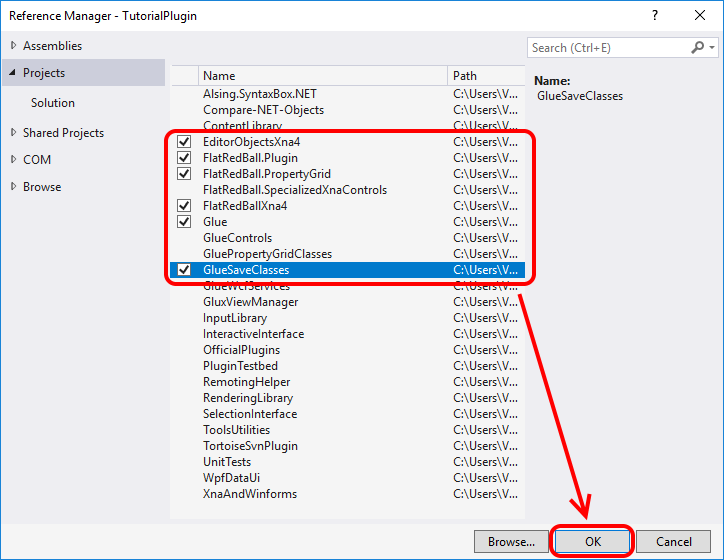 Reference Manager - TutorialPlugin
Assemblies
Projects
Solution
Shared Projects
COM
Browse
Name Path
Alsing.SyntaxBox.NET C:\Users\V...
Compare-NET-Objects C:\Users\V...
ContentLibrary C:\Users\V...
EditorObjectsXna4 C:\Users\V...
FlatRedBall.Plugin C:\Users\V...
FlatRedBall.PropertyGrid C:\Users\V...
FlatRedBall.SpecializedXnaControls C:\Users\V...
FlatRedBallXna4 C:\Users\V...
Glue C:\Users\V...
GlueControls C:\Users\V...
GluePropertyGridClasses C:\Users\V...
GlueSaveClasses C:\Users\V...
GlueWcfServices C:\Users\V...
GluxViewManager C:\Users\V...
InputLibrary C:\Users\V...
InteractiveInterface C:\Users\V...
OfficialPlugins C:\Users\V...
PluginTestbed C:\Users\V...
RemotingHelper C:\Users\V...
RenderingLibrary C:\Users\V...
SelectionInterface C:\Users\V...
ToolsUtilities C:\Users\V...
TortoiseSvnPlugin C:\Users\V...
UnitTests C:\Users\V...
WpfDataUi C:\Users\V...
XnaAndWinforms C:\Users\V...
Search (Ctrl+E)
Name:
GlueSaveClasses
Browse... OK Cancel